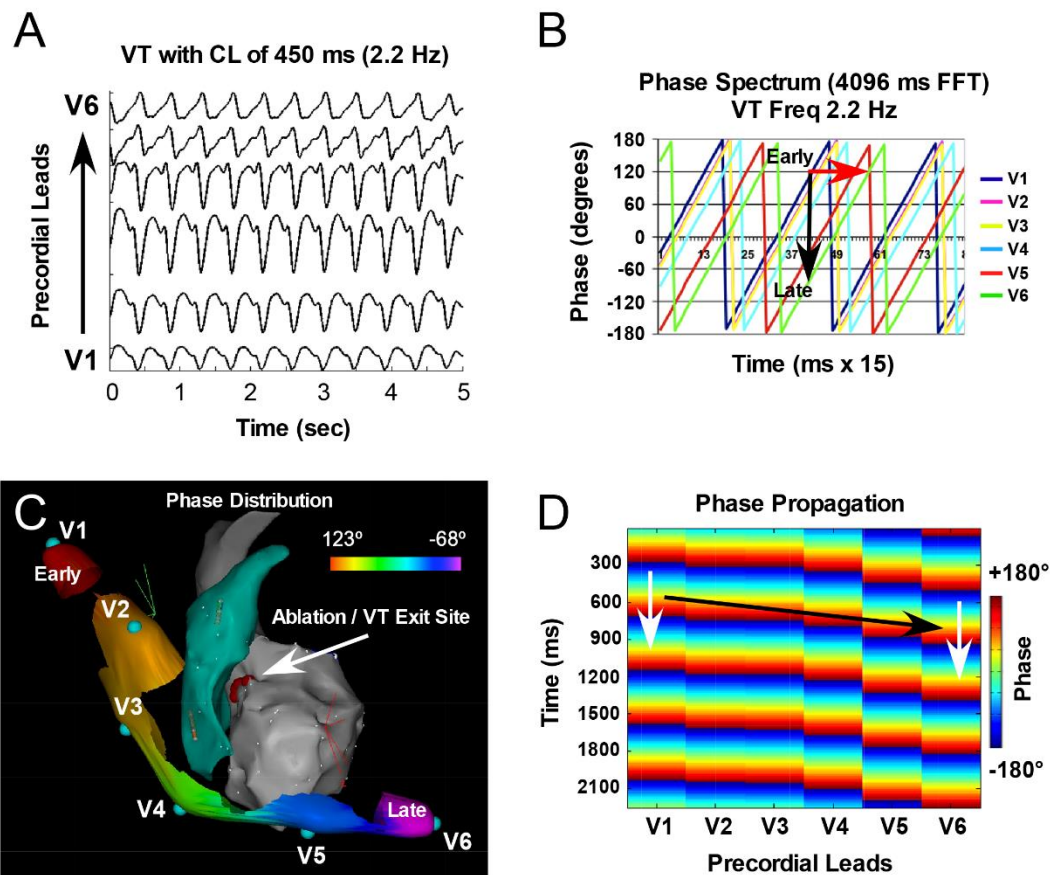 A
VT with CL of 450 ms (2.2 Hz)
V6
Precordial Leads
V1
0 1 2 3 4 5
Time (sec)
B
Phase Spectrum (4096 ms FFT)
VT Freq 2.2 Hz
180
120
60
0
-60
-120
-180
Phase (degrees)
Early
Late
1 13 25 37 49 61 73 8
V1
V2
V3
V4
V5
V6
Time (ms x 15)
C
Phase Distribution
123º -68º
V1
Early
V2
Ablation / VT Exit Site
V3
V4
V5
Late
V6
D
Phase Propagation
300
600
900
1200
1500
1800
2100
Time (ms)
+180°
Phase
-180°
V1 V2 V3 V4 V5 V6
Precordial Leads